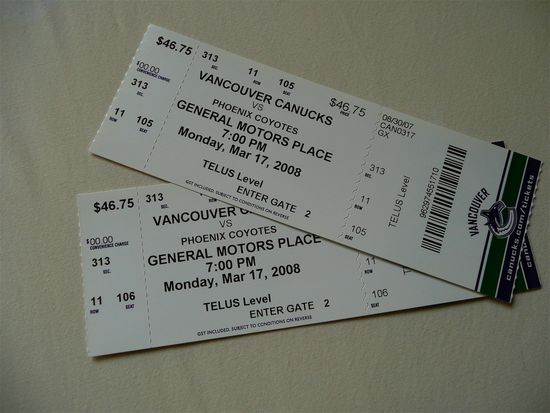 $46.75 313 11 105
SEC. ROW SEAT
$00.00
CONVENIENCE CHARGE
313
SEC.
11 105
ROW SEAT
VANCOUVER CANUCKS
VS
PHOENIX COYOTES
GENERAL MOTORS PLACE
7:00 PM
Monday, Mar 17, 2008
TELUS Level
ENTER GATE 2
GST INCLUDED. SUBJECT TO CONDITIONS ON REVERSE
$46.75
PRICE
08/30/07
CAN0317
GX
313
SEC.
11
ROW
105
SEAT
TELUS Level
963097455171O
VANCOUVER
canucks.com/tickets
$46.75 313
SEC.
$00.00
CONVENIENCE CHARGE
313
SEC.
11 106
ROW SEAT
VANCOUVER
VS
PHOENIX COYOTES
GENERAL MOTORS PLACE
7:00 PM
Monday, Mar 17, 2008
TELUS Level
ENTER GATE 2
GST INCLUDED. SUBJECT TO CONDITIONS ON REVERSE
11
ROW
106
SEAT